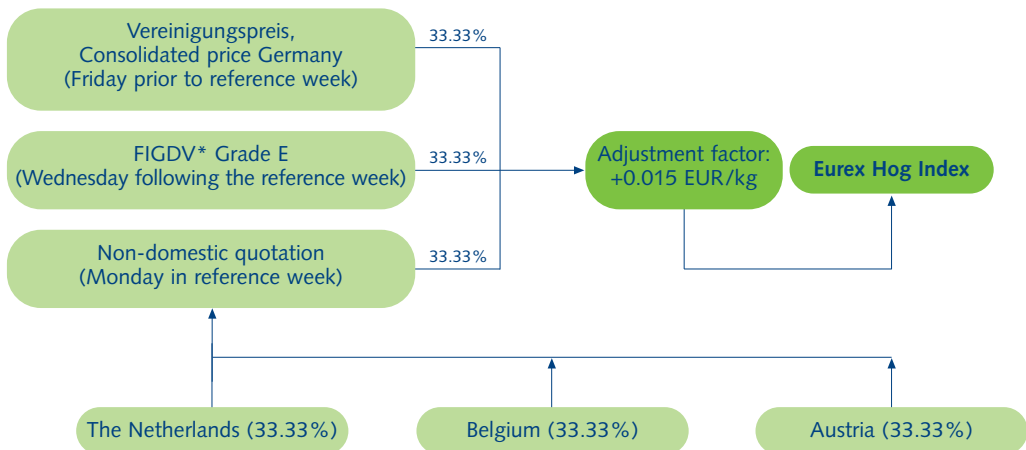 Vereinigungspreis,
Consolidated price Germany
(Friday prior to reference week)
33.33%
FIGDV* Grade E
(Wednesday following the reference week)
33.33%
Adjustment factor:
+0.015 EUR/kg
Eurex Hog Index
Non-domestic quotation
(Monday in reference week)
33.33%
The Netherlands (33.33%)
Belgium (33.33%)
Austria (33.33%)